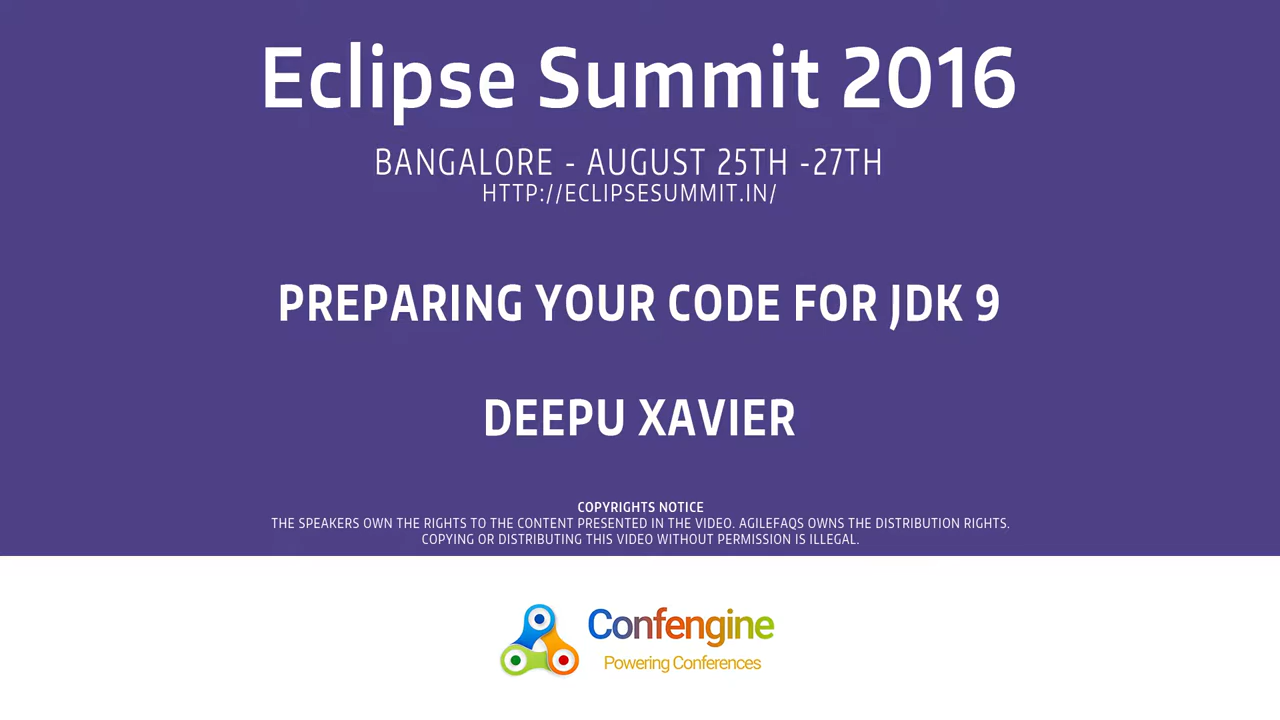 Eclipse Summit 2016
BANGALORE - AUGUST 25TH -27TH
HTTP://ECLIPSESUMMIT.IN/
PREPARING YOUR CODE FOR JDK 9
DEEPU XAVIER
COPYRIGHTS NOTICE
THE SPEAKERS OWN THE RIGHTS TO THE CONTENT PRESENTED IN THE VIDEO. AGILEFAQS OWNS THE DISTRIBUTION RIGHTS.
COPYING OR DISTRIBUTING THIS VIDEO WITHOUT PERMISSION IS ILLEGAL.
Confengine
Powering Conferences